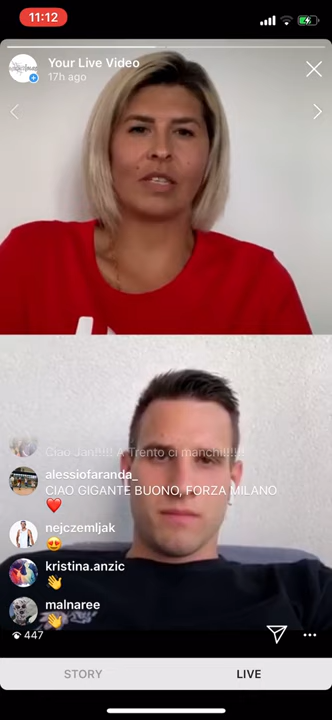 11:12
Your Live Video
17h ago
Ciao Jan!!!!! A Trento ci manchi!!!!!!
alessiofaranda_
CIAO GIGANTE BUONO, FORZA MILANO
❤️
nejczemljak
😍
kristina.anzic
👋
malnaree
👋
447
STORY
LIVE